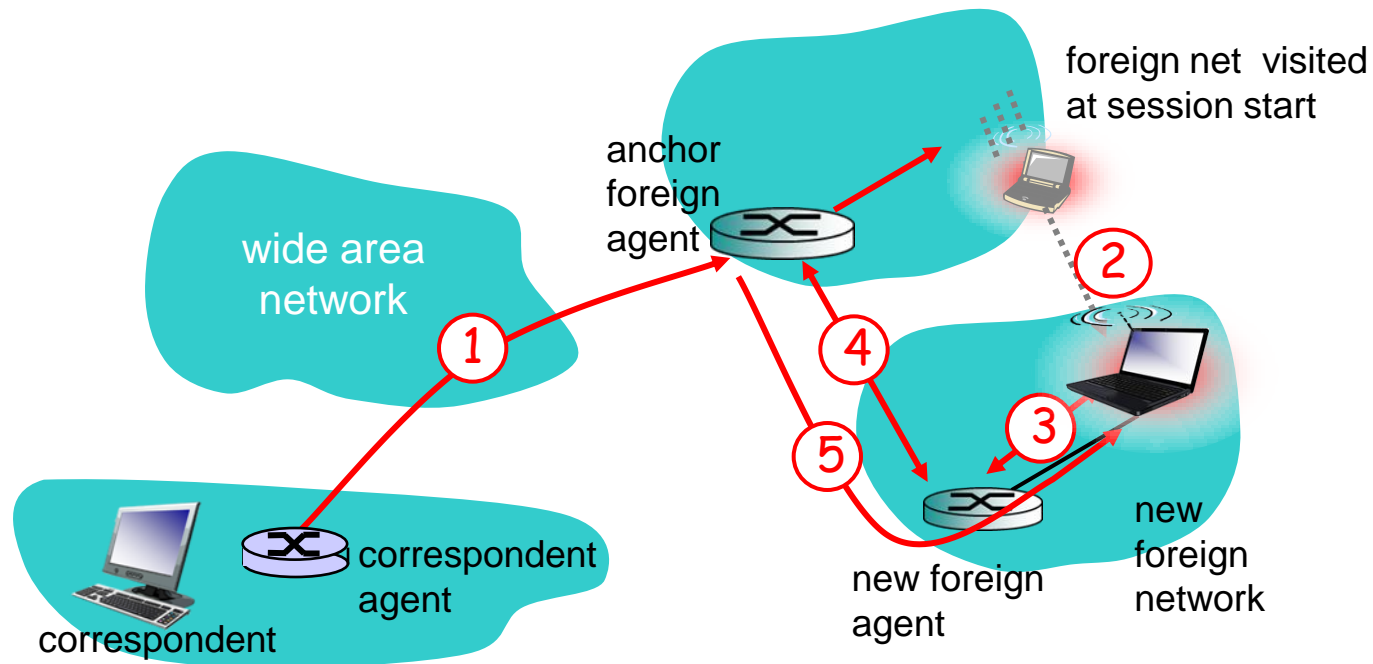 foreign net visited
at session start
anchor
foreign
agent
wide area
network
2
1
4
3
5
correspondent
agent
correspondent
new foreign
agent
new
foreign
network